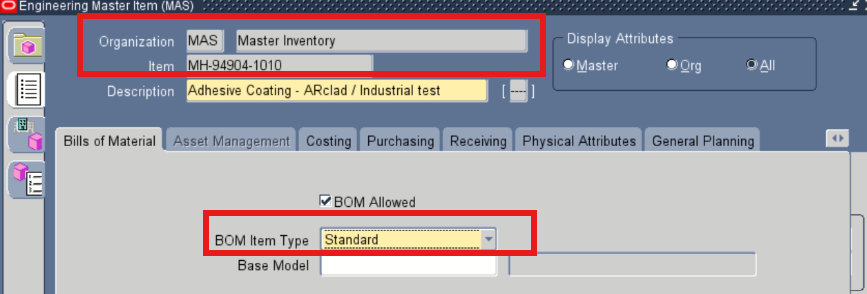 Engineering Master Item (MAS)
Organization MAS Master Inventory
Item MH-94904-1010
Description Adhesive Coating - ARclad / Industrial test [ ---- ]
Display Attributes
Master Org All
Bills of Material Asset Management Costing Purchasing Receiving Physical Attributes General Planning
BOM Allowed
BOM Item Type Standard
Base Model